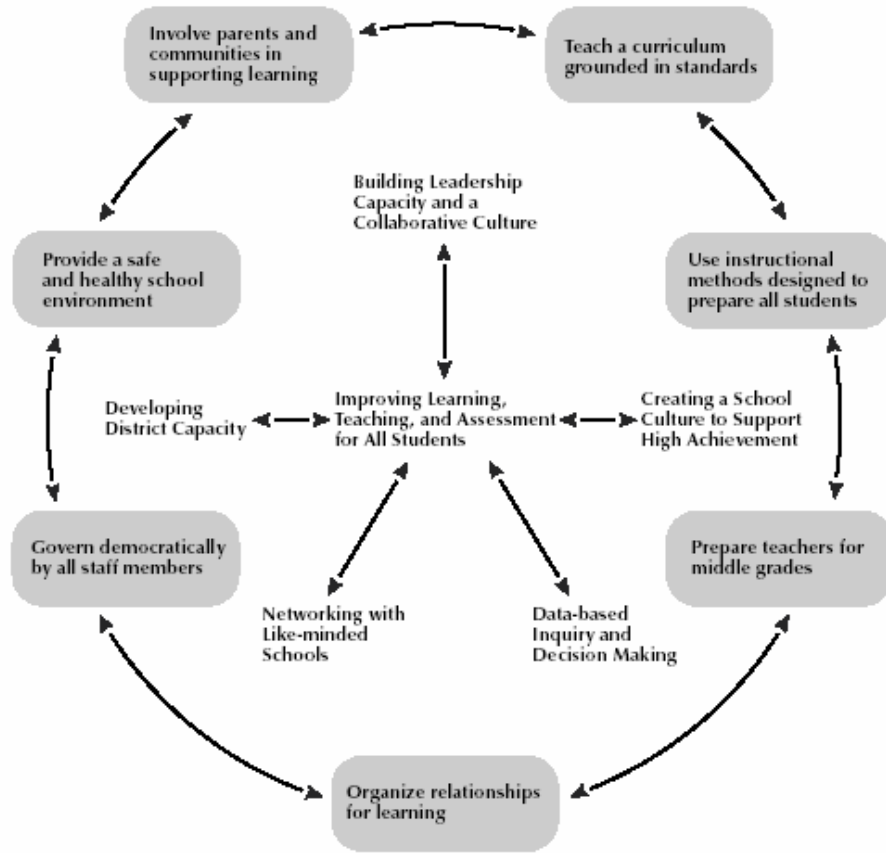 Involve parents and
communities in
supporting learning
Teach a curriculum
grounded in standards
Building Leadership
Capacity and a
Collaborative Culture
Provide a safe
and healthy school
environment
Use instructional
methods designed to
prepare all students
Developing
District Capacity
Improving Learning,
Teaching, and Assessment
for All Students
Creating a School
Culture to Support
High Achievement
Govern democratically
by all staff members
Prepare teachers for
middle grades
Networking with
Like-minded
Schools
Data-based
Inquiry and
Decision Making
Organize relationships
for learning